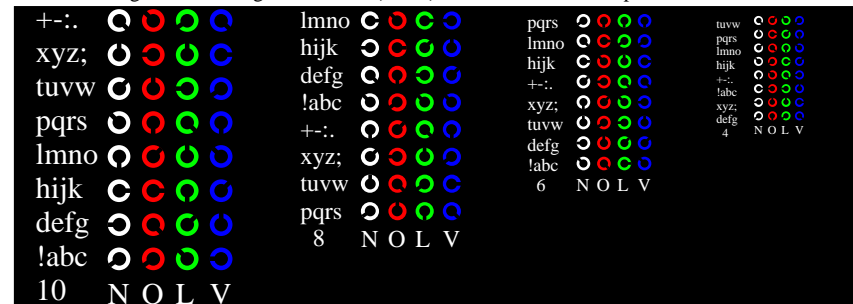 +-:.
xyz;
tuvw
pqrs
lmno
hijk
defg
!abc
10 N O L V
lmno
hijk
defg
!abc
+-:.
xyz;
tuvw
pqrs
8 N O L V
pqrs
lmno
hijk
+-:.
xyz;
tuvw
defg
!abc
6 N O L V
tuvw
pqrs
lmno
hijk
+-:.
!abc
xyz;
defg
4 N O L V